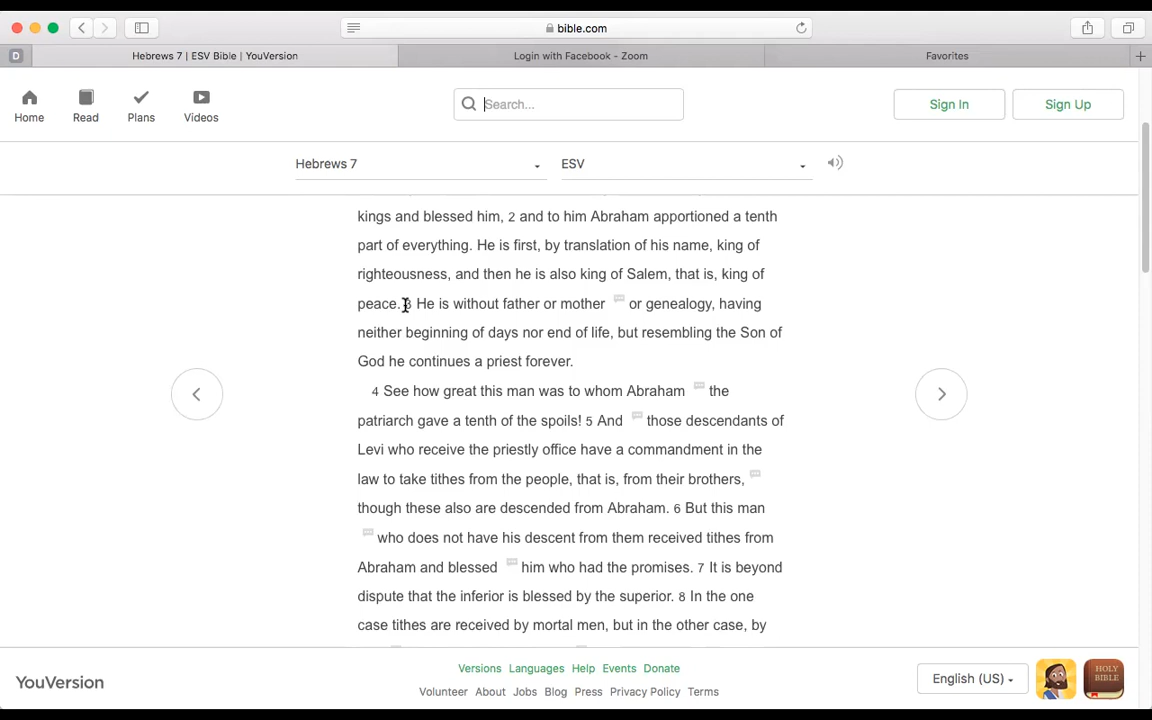 bible.com
D
Hebrews 7 | ESV Bible | YouVersion
Login with Facebook - Zoom
Favorites
Home
Read
Plans
Videos
Search...
Sign In
Sign Up
Hebrews 7
ESV
kings and blessed him, 2 and to him Abraham apportioned a tenth
part of everything. He is first, by translation of his name, king of
righteousness, and then he is also king of Salem, that is, king of
peace. 3 He is without father or mother or genealogy, having
neither beginning of days nor end of life, but resembling the Son of
God he continues a priest forever.
4 See how great this man was to whom Abraham the
patriarch gave a tenth of the spoils! 5 And those descendants of
Levi who receive the priestly office have a commandment in the
law to take tithes from the people, that is, from their brothers,
though these also are descended from Abraham. 6 But this man
who does not have his descent from them received tithes from
Abraham and blessed him who had the promises. 7 It is beyond
dispute that the inferior is blessed by the superior. 8 In the one
case tithes are received by mortal men, but in the other case, by
YouVersion
Versions Languages Help Events Donate
Volunteer About Jobs Blog Press Privacy Policy Terms
English (US)
HOLY
BIBLE